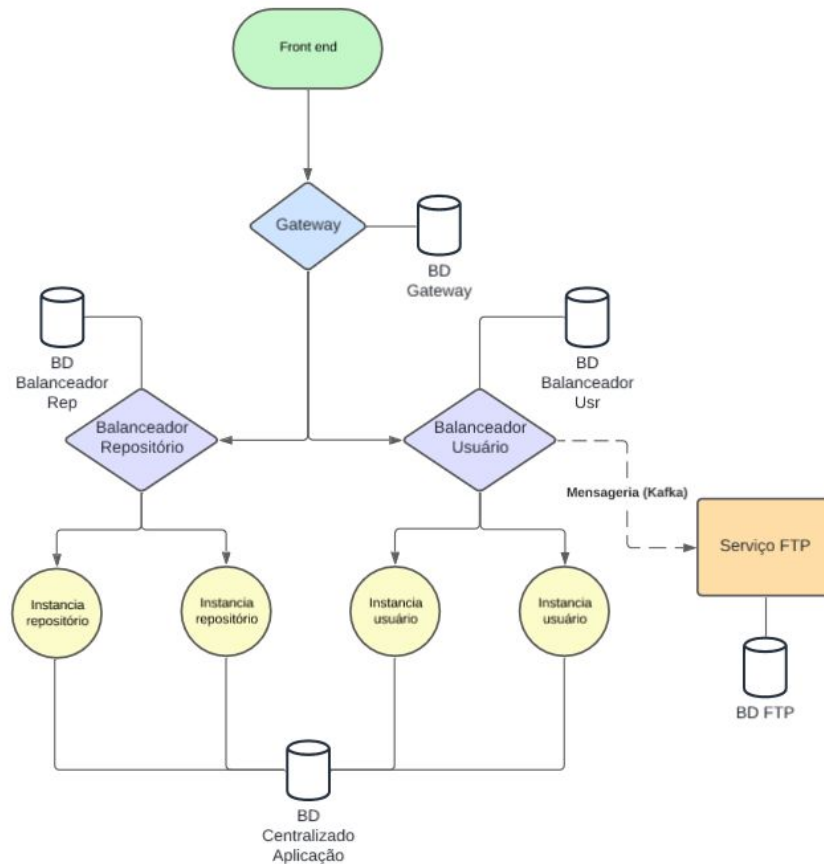 Front end
Gateway
BD
Gateway
BD
Balanceador
Rep
BD
Balanceador
Usr
Balanceador
Repositório
Balanceador
Usuário
Mensageria (Kafka)
Serviço FTP
Instancia
repositório
Instancia
repositório
Instancia
usuário
Instancia
usuário
BD FTP
BD
Centralizado
Aplicação